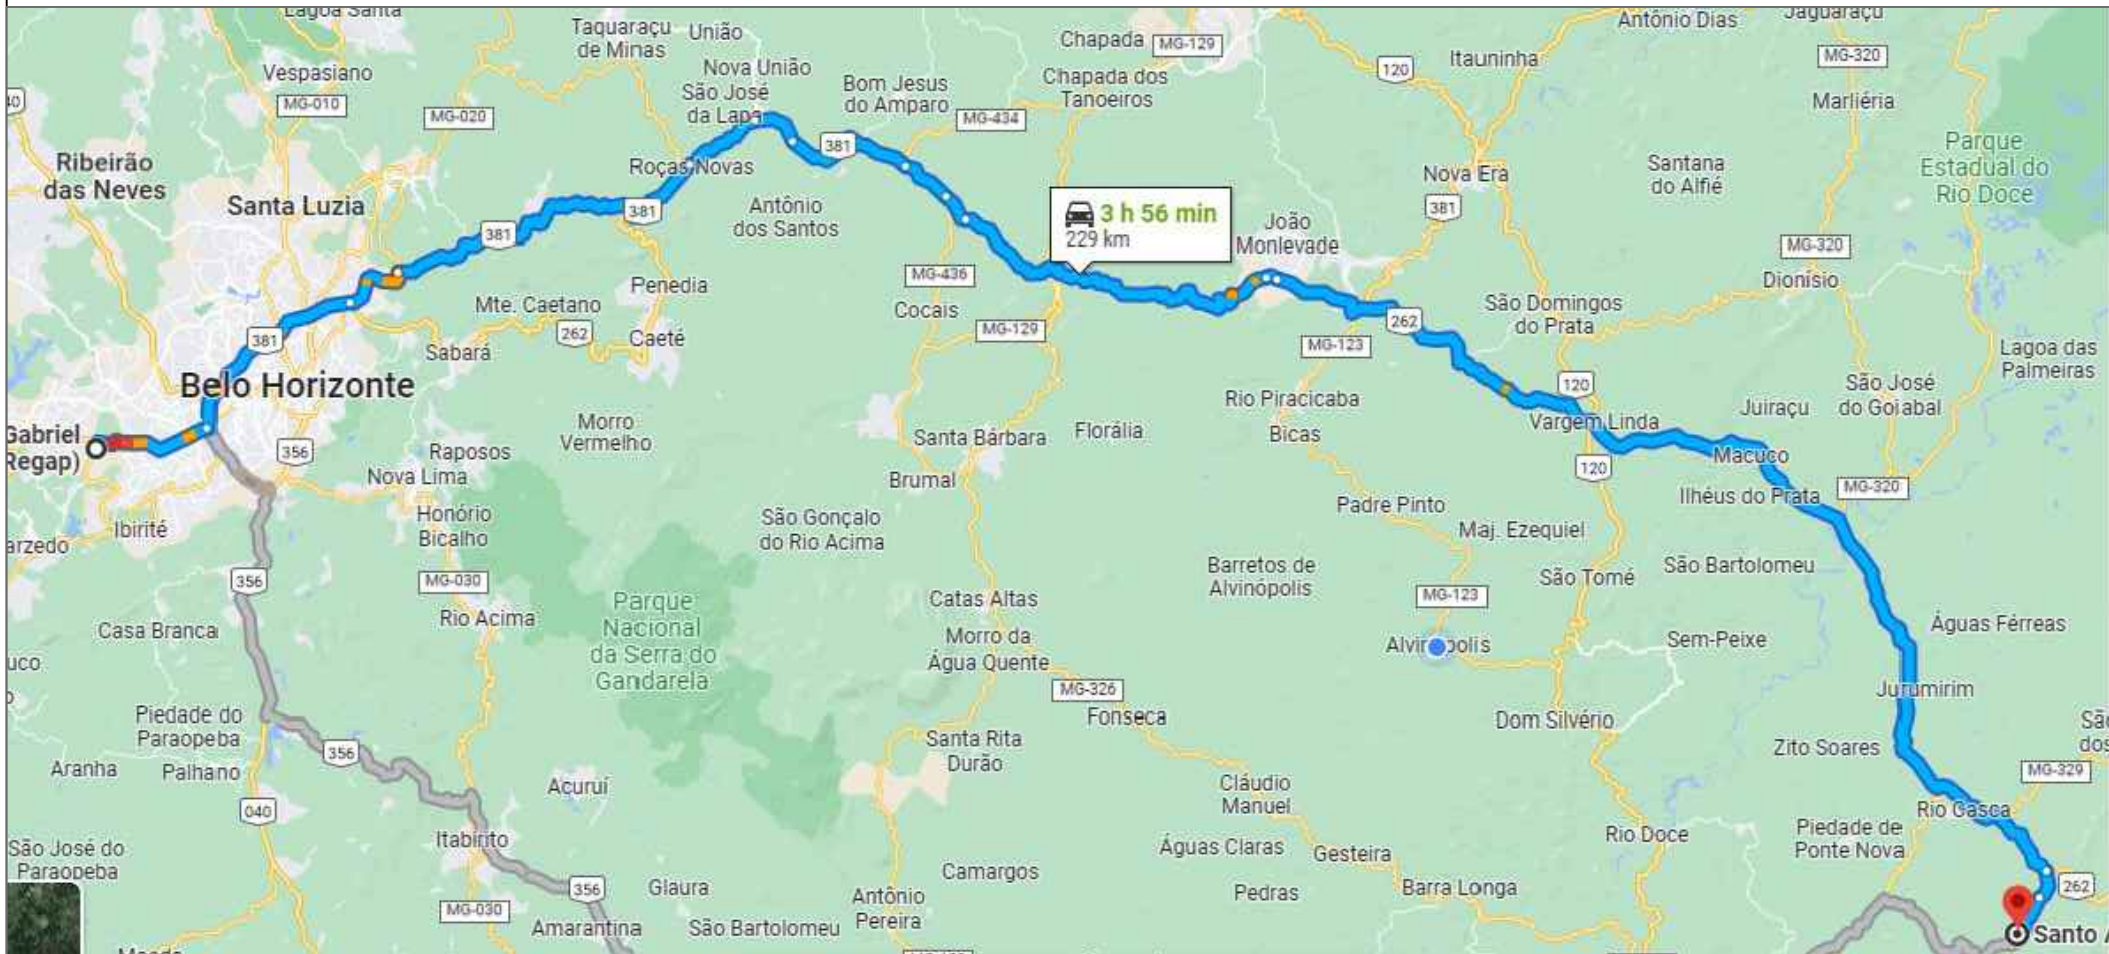 Lagoa Santa
Taquaraçu
de Minas
União
Chapada
MG-129
Antônio Dias
Jaguaraçu
Vespasiano
MG-010
40
MG-020
Nova União
São José
da Lapa
Bom Jesus
do Amparo
MG-434
Chapada dos
Tanoeiros
120
Itauninha
MG-320
Marliéria
Parque
Estadual do
Rio Doce
Ribeirão
das Neves
Santa Luzia
Roças Novas
381
Nova Era
Santana
do Alfié
381
381
381
Antônio
dos Santos
3 h 56 min
229 km
João
Monlevade
MG-320
Dionísio
MG-436
Penedia
Mte. Caetano
262
Caeté
Sabará
Cocais
MG-129
262
MG-123
São Domingos
do Prata
Lagoa das
Palmeiras
381
Belo Horizonte
120
São José
do Goiabal
Juiraçu
Rio Piracicaba
Bicas
Vargem Linda
Gabriel
Regap)
356
Morro
Vermelho
Raposos
Nova Lima
Santa Bárbara
Florália
Brumal
120
Macuco
Ilhéus do Prata
MG-320
Ibirité
arzedo
Honório
Bicalho
São Gonçalo
do Rio Acima
Padre Pinto
Maj. Ezequiel
356
MG-030
Rio Acima
Parque
Nacional
da Serra do
Gandarela
Catas Altas
Morro da
Água Quente
Barretos de
Alvinópolis
MG-123
São Tomé
São Bartolomeu
Águas Férreas
Casa Branca
uco
Sem-Peixe
MG-326
Fonseca
Dom Silvério
Jurumirim
Piedade do
Paraopeba
356
Aranha
Palhano
Santa Rita
Durão
Zito Soares
Sã
dos
MG-329
040
Acuruí
Cláudio
Manuel
Rio Casca
Itabirito
São José do
Paraopeba
Águas Claras
Gesteira
Rio Doce
Piedade de
Ponte Nova
356
Glaura
Camargos
Pedras
Barra Longa
262
MG-030
Amarantina
São Bartolomeu
Antônio
Pereira
Santo A